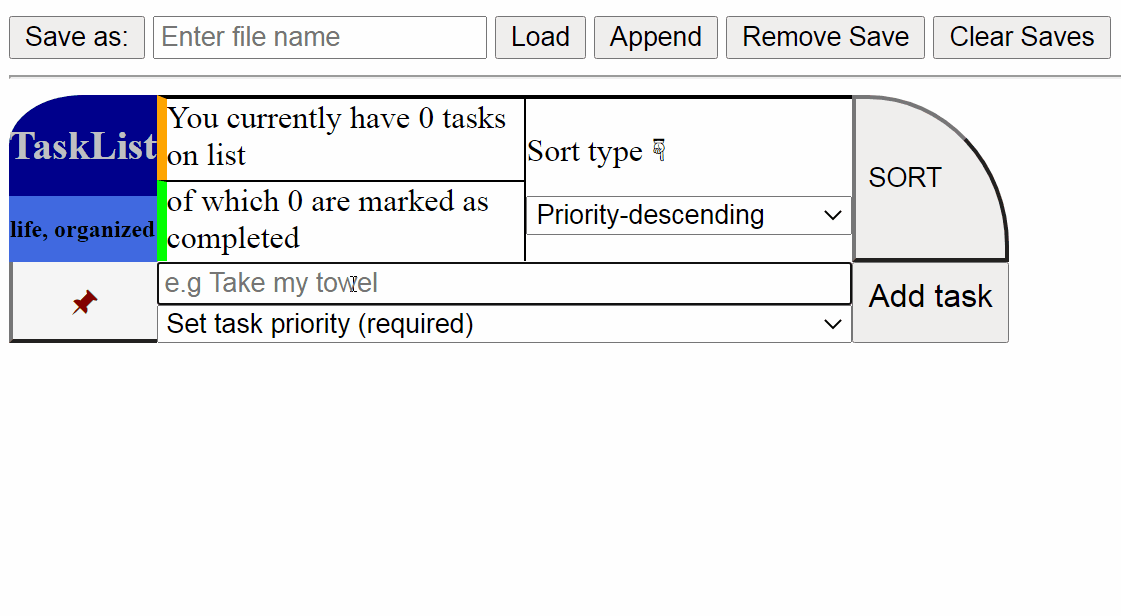 Save as: Enter file name Load Append Remove Save Clear Saves
TaskList
life, organized
You currently have 0 tasks
on list
of which 0 are marked as
completed
Sort type 👇
Priority-descending
SORT
e.g Take my towel
Set task priority (required)
Add task